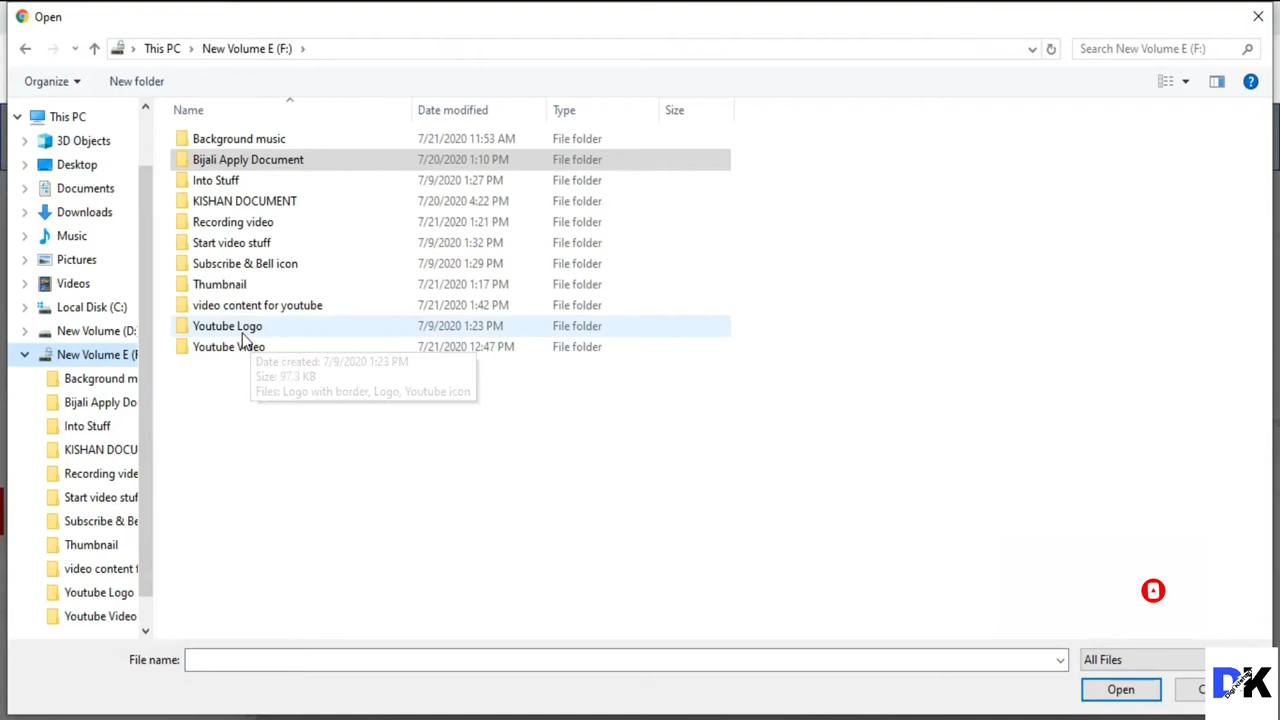 Open
This PC
New Volume E (F:)
Search New Volume E (F:)
Organize
New folder
Name
Date modified
Type
Size
Background music 7/21/2020 11:53 AM File folder
Bijali Apply Document 7/20/2020 1:10 PM File folder
Into Stuff 7/9/2020 1:27 PM File folder
KISHAN DOCUMENT 7/20/2020 4:22 PM File folder
Recording video 7/21/2020 1:21 PM File folder
Start video stuff 7/9/2020 1:32 PM File folder
Subscribe & Bell icon 7/9/2020 1:29 PM File folder
Thumbnail 7/21/2020 1:17 PM File folder
video content for youtube 7/21/2020 1:42 PM File folder
Youtube Logo 7/9/2020 1:23 PM File folder
Youtube Video 7/21/2020 12:47 PM File folder
Date created: 7/9/2020 1:23 PM
Size: 97.3 KB
Files: Logo with border, Logo, Youtube icon
This PC
3D Objects
Desktop
Documents
Downloads
Music
Pictures
Videos
Local Disk (C:)
New Volume (D:
New Volume E (F
Background m
Bijali Apply Do
Into Stuff
KISHAN DOCU
Recording vide
Start video stuf
Subscribe & Be
Thumbnail
video content f
Youtube Logo
Youtube Video
File name:
All Files
Open
C
DK